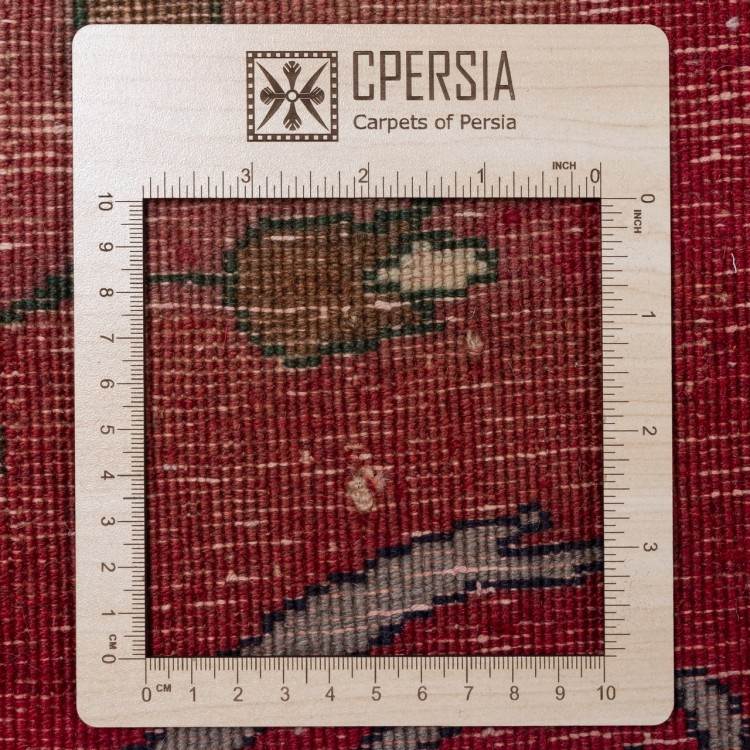 CPERSIA
Carpets of Persia
INCH
3 2 1 0
10 9 8 7 6 5 4 3 2 1 CM 0
0 INCH 1 2 3
0 CM 1 2 3 4 5 6 7 8 9 10